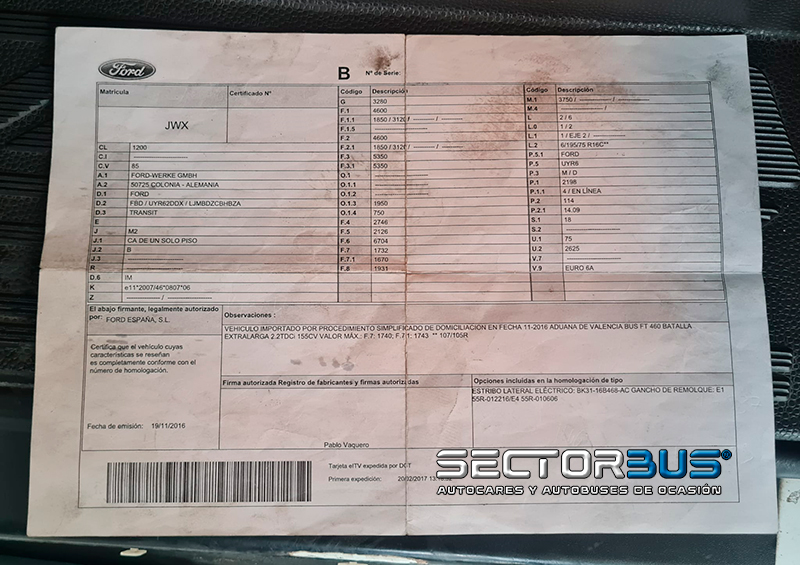 Ford
B Nº de Serie:
Matrícula
Certificado Nº
JWX
CL 1200
C.I ---------- / ----------
C.V 85
A.1 FORD-WERKE GMBH
A.2 50725 COLONIA - ALEMANIA
D.1 FORD
D.2 FBD / UYR62DDX / LJMBDZCBHBZA
D.3 TRANSIT
E
J M2
J.1 CA DE UN SOLO PISO
J.2 B
J.3
R
D.6 IM
K e11*2007/46*0807*06
Z ---------- / ----------
Código Descripción
G 3280
F.1 4600
F.1.1 1850 / 3120 / ---------- / ----------
F.1.5
F.2 4600
F.2.1 1850 / 3120 / ---------- / ----------
F.3 5350
F.3.1 5350
O.1
O.1.1
O.1.2
O.1.3 1950
O.1.4 750
F.4 2746
F.5 2126
F.6 6704
F.7 1732
F.7.1 1670
F.8 1931
Código Descripción
M.1 3750 / ---------- / ----------
M.4 ---------- / ----------
L 2 / 6
L.0 1 / 2
L.1 1 / EJE 2 / ----------
L.2 6/195/75 R16C**
P.5.1 FORD
P.5 UYR6
P.3 M / D
P.1 2198
P.1.1 4 / EN LÍNEA
P.2 114
P.2.1 14.09
S.1 18
S.2
U.1 75
U.2 2625
V.7
V.9 EURO 6A
El abajo firmante, legalmente autorizado
por: FORD ESPAÑA, S.L.
Certifica que el vehículo cuyas
características se reseñan
es completamente conforme con el
número de homologación.
Fecha de emisión: 19/11/2016
Observaciones :
VEHICULO IMPORTADO POR PROCEDIMIENTO SIMPLIFICADO DE DOMICILIACION EN FECHA 11-2016 ADUANA DE VALENCIA BUS FT 460 BATALLA
EXTRALARGA 2.2TDCi 155CV VALOR MÁX.: F.7: 1740; F.7.1: 1743 ** 107/105R
Firma autorizada Registro de fabricantes y firmas autorizadas
Pablo Vaquero
Opciones incluidas en la homologación de tipo
ESTRIBO LATERAL ELÉCTRICO: BK31-16B468-AC GANCHO DE REMOLQUE: E1
55R-012216/E4 55R-010606
Tarjeta eITV expedida por DGT
Primera expedición: 20/02/2017
SECTORBUS©
AUTOCARES Y AUTOBUSES DE OCASIÓN